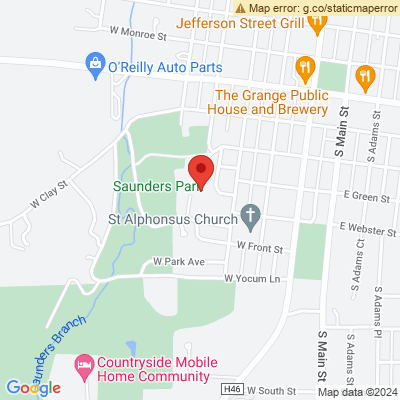 Map error: g.co/staticmaperror
Jefferson Street Grill
W Monroe St
O'Reilly Auto Parts
The Grange Public
House and Brewery
S Main St
S Adams St
W Clay St
Saunders Park
E Green St
St Alphonsus Church
E Webster St
W Front St
S Adams Ct
W Park Ave
W Yocum Ln
S Adams Pl
Saunders Branch
S Main St
S Adams St
Countryside Mobile
Home Community
H46
W South St
Google
Map data ©2024